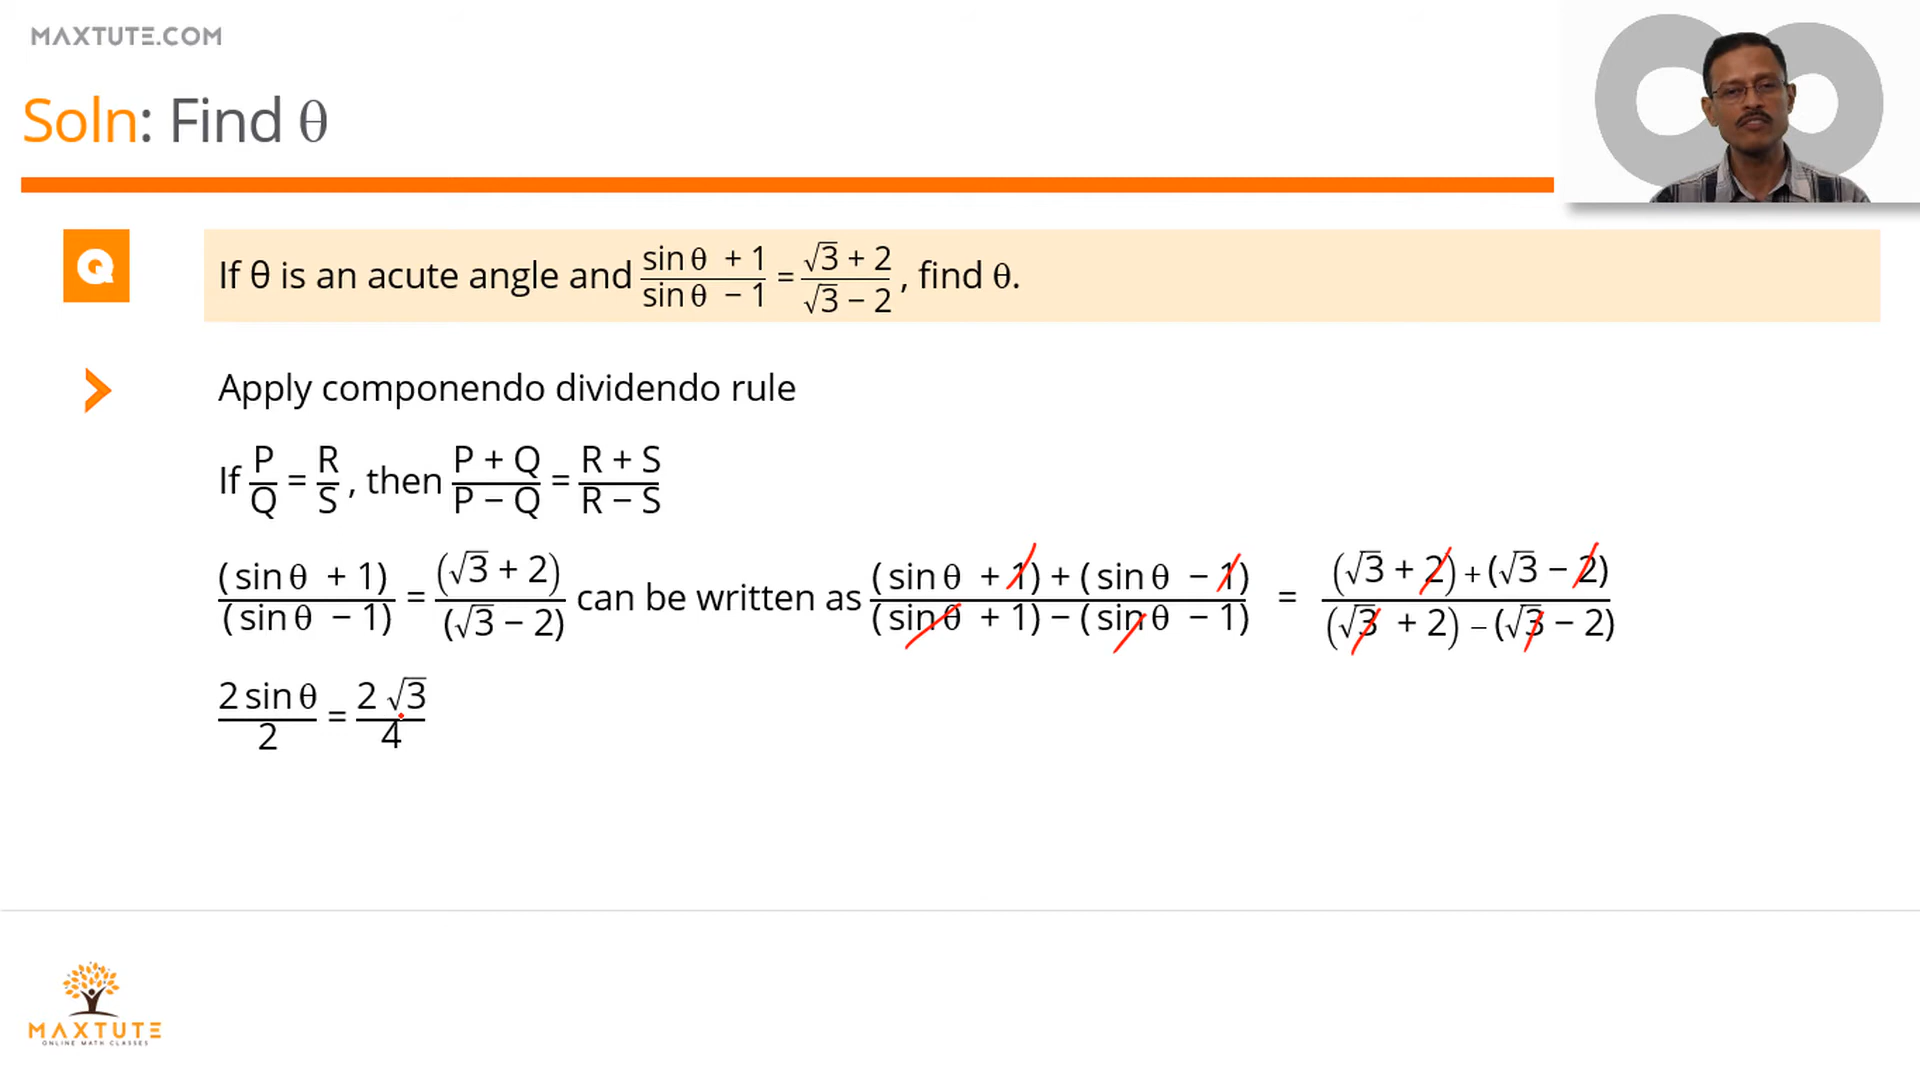 MAXTUTE.COM
Soln: Find θ
Q
If θ is an acute angle and (sin θ + 1)/(sin θ − 1) = (√3 + 2)/(√3 − 2), find θ.
Apply componendo dividendo rule
If P/Q = R/S, then (P + Q)/(P − Q) = (R + S)/(R − S)
(sin θ + 1)/(sin θ − 1) = (√3 + 2)/(√3 − 2) can be written as ((sin θ + 1) + (sin θ − 1))/((sin θ + 1) − (sin θ − 1)) = ((√3 + 2) + (√3 − 2))/((√3 + 2) − (√3 − 2))
2 sin θ/2 = 2 √3/4
MAXTUTE
ONLINE MATH CLASSES